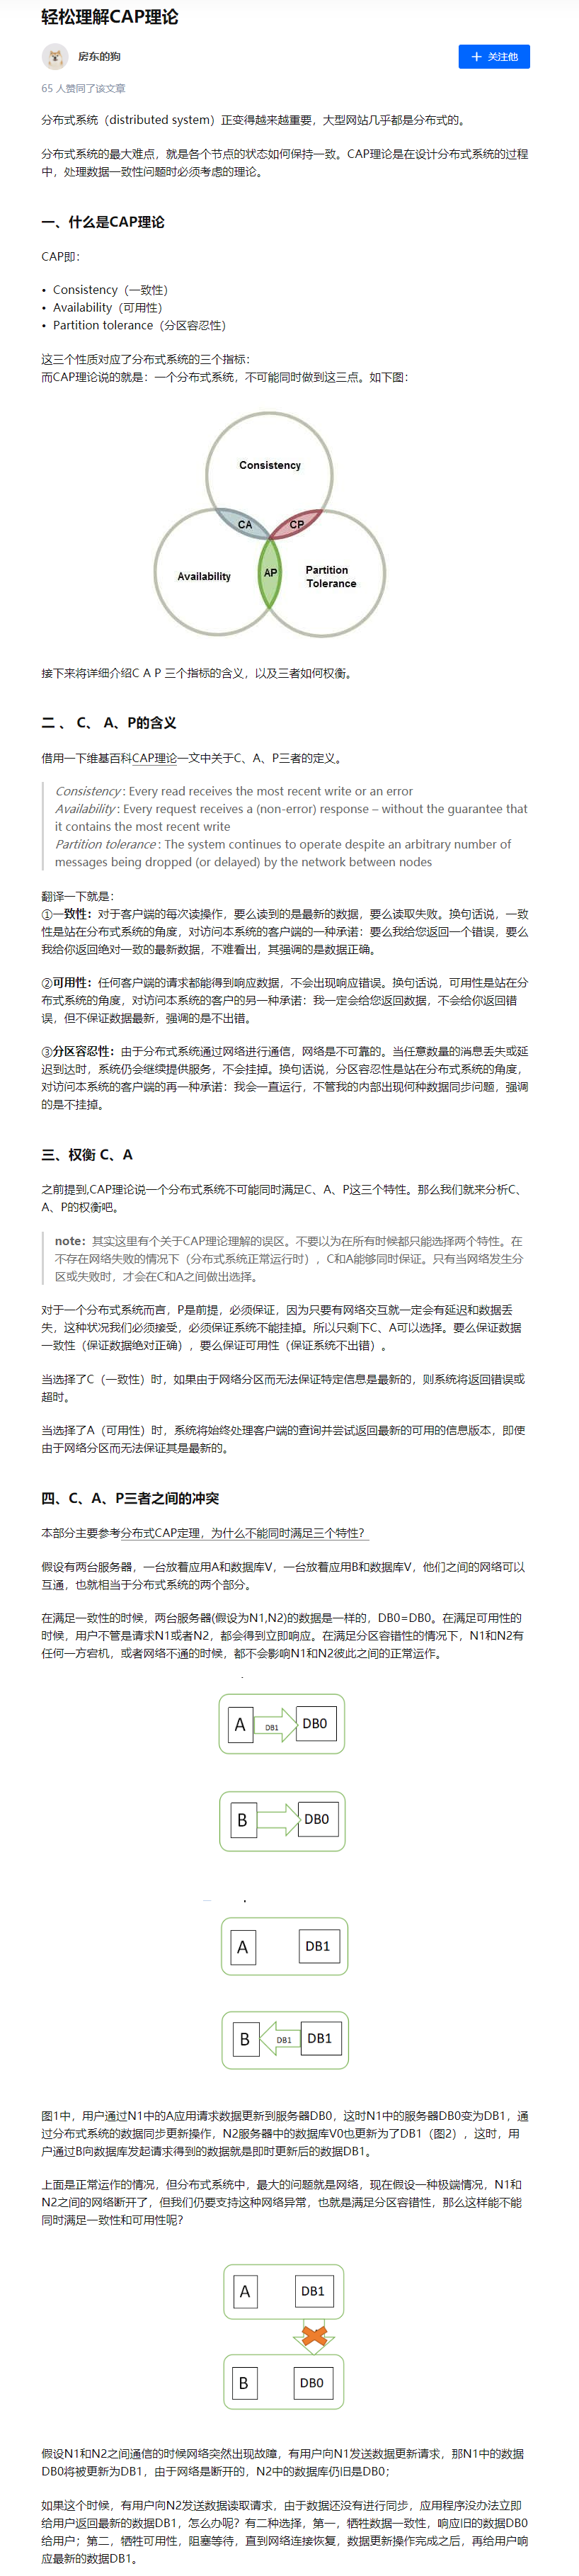 轻松理解CAP理论
房东的狗
+ 关注他
65 人赞同了该文章
分布式系统（distributed system）正变得越来越重要，大型网站几乎都是分布式的。
分布式系统的最大难点，就是各个节点的状态如何保持一致。CAP理论是在设计分布式系统的过程
中，处理数据一致性问题时必须考虑的理论。
一、什么是CAP理论
CAP即：
• Consistency（一致性）
• Availability（可用性）
• Partition tolerance（分区容忍性）
这三个性质对应了分布式系统的三个指标：
而CAP理论说的就是：一个分布式系统，不可能同时做到这三点。如下图：
Consistency
CA
CP
Availability
AP
Partition
Tolerance
接下来将详细介绍C A P 三个指标的含义，以及三者如何权衡。
二 、 C、 A、P的含义
借用一下维基百科CAP理论一文中关于C、A、P三者的定义。
Consistency : Every read receives the most recent write or an error
Availability : Every request receives a (non-error) response – without the guarantee that
it contains the most recent write
Partition tolerance : The system continues to operate despite an arbitrary number of
messages being dropped (or delayed) by the network between nodes
翻译一下就是：
①一致性：对于客户端的每次读操作，要么读到的是最新的数据，要么读取失败。换句话说，一致
性是站在分布式系统的角度，对访问本系统的客户端的一种承诺：要么我给您返回一个错误，要么
我给你返回绝对一致的最新数据，不难看出，其强调的是数据正确。
②可用性：任何客户端的请求都能得到响应数据，不会出现响应错误。换句话说，可用性是站在分
布式系统的角度，对访问本系统的客户的另一种承诺：我一定会给您返回数据，不会给你返回错
误，但不保证数据最新，强调的是不出错。
③分区容忍性：由于分布式系统通过网络进行通信，网络是不可靠的。当任意数量的消息丢失或延
迟到达时，系统仍会继续提供服务，不会挂掉。换句话说，分区容忍性是站在分布式系统的角度，
对访问本系统的客户端的再一种承诺：我会一直运行，不管我的内部出现何种数据同步问题，强调
的是不挂掉。
三、权衡 C、A
之前提到,CAP理论说一个分布式系统不可能同时满足C、A、P这三个特性。那么我们就来分析C、
A、P的权衡吧。
note：其实这里有个关于CAP理论理解的误区。不要以为在所有时候都只能选择两个特性。在
不存在网络失败的情况下（分布式系统正常运行时），C和A能够同时保证。只有当网络发生分
区或失败时，才会在C和A之间做出选择。
对于一个分布式系统而言，P是前提，必须保证，因为只要有网络交互就一定会有延迟和数据丢
失，这种状况我们必须接受，必须保证系统不能挂掉。所以只剩下C、A可以选择。要么保证数据
一致性（保证数据绝对正确），要么保证可用性（保证系统不出错）。
当选择了C（一致性）时，如果由于网络分区而无法保证特定信息是最新的，则系统将返回错误或
超时。
当选择了A（可用性）时，系统将始终处理客户端的查询并尝试返回最新的可用的信息版本，即使
由于网络分区而无法保证其是最新的。
四、C、A、P三者之间的冲突
本部分主要参考分布式CAP定理，为什么不能同时满足三个特性？
假设有两台服务器，一台放着应用A和数据库V，一台放着应用B和数据库V，他们之间的网络可以
互通，也就相当于分布式系统的两个部分。
在满足一致性的时候，两台服务器(假设为N1,N2)的数据是一样的，DB0=DB0。在满足可用性的
时候，用户不管是请求N1或者N2，都会得到立即响应。在满足分区容错性的情况下，N1和N2有
任何一方宕机，或者网络不通的时候，都不会影响N1和N2彼此之间的正常运作。
A
DB1
DB0
B
DB0
A
DB1
B
DB1
DB1
图1中，用户通过N1中的A应用请求数据更新到服务器DB0，这时N1中的服务器DB0变为DB1，通
过分布式系统的数据同步更新操作，N2服务器中的数据库V0也更新为了DB1（图2），这时，用
户通过B向数据库发起请求得到的数据就是即时更新后的数据DB1。
上面是正常运作的情况，但分布式系统中，最大的问题就是网络，现在假设一种极端情况，N1和
N2之间的网络断开了，但我们仍要支持这种网络异常，也就是满足分区容错性，那么这样能不能
同时满足一致性和可用性呢？
A
DB1
B
DB0
假设N1和N2之间通信的时候网络突然出现故障，有用户向N1发送数据更新请求，那N1中的数据
DB0将被更新为DB1，由于网络是断开的，N2中的数据库仍旧是DB0；
如果这个时候，有用户向N2发送数据读取请求，由于数据还没有进行同步，应用程序没办法立即
给用户返回最新的数据DB1，怎么办呢？有二种选择，第一，牺牲数据一致性，响应旧的数据DB0
给用户；第二，牺牲可用性，阻塞等待，直到网络连接恢复，数据更新操作完成之后，再给用户响
应最新的数据DB1。